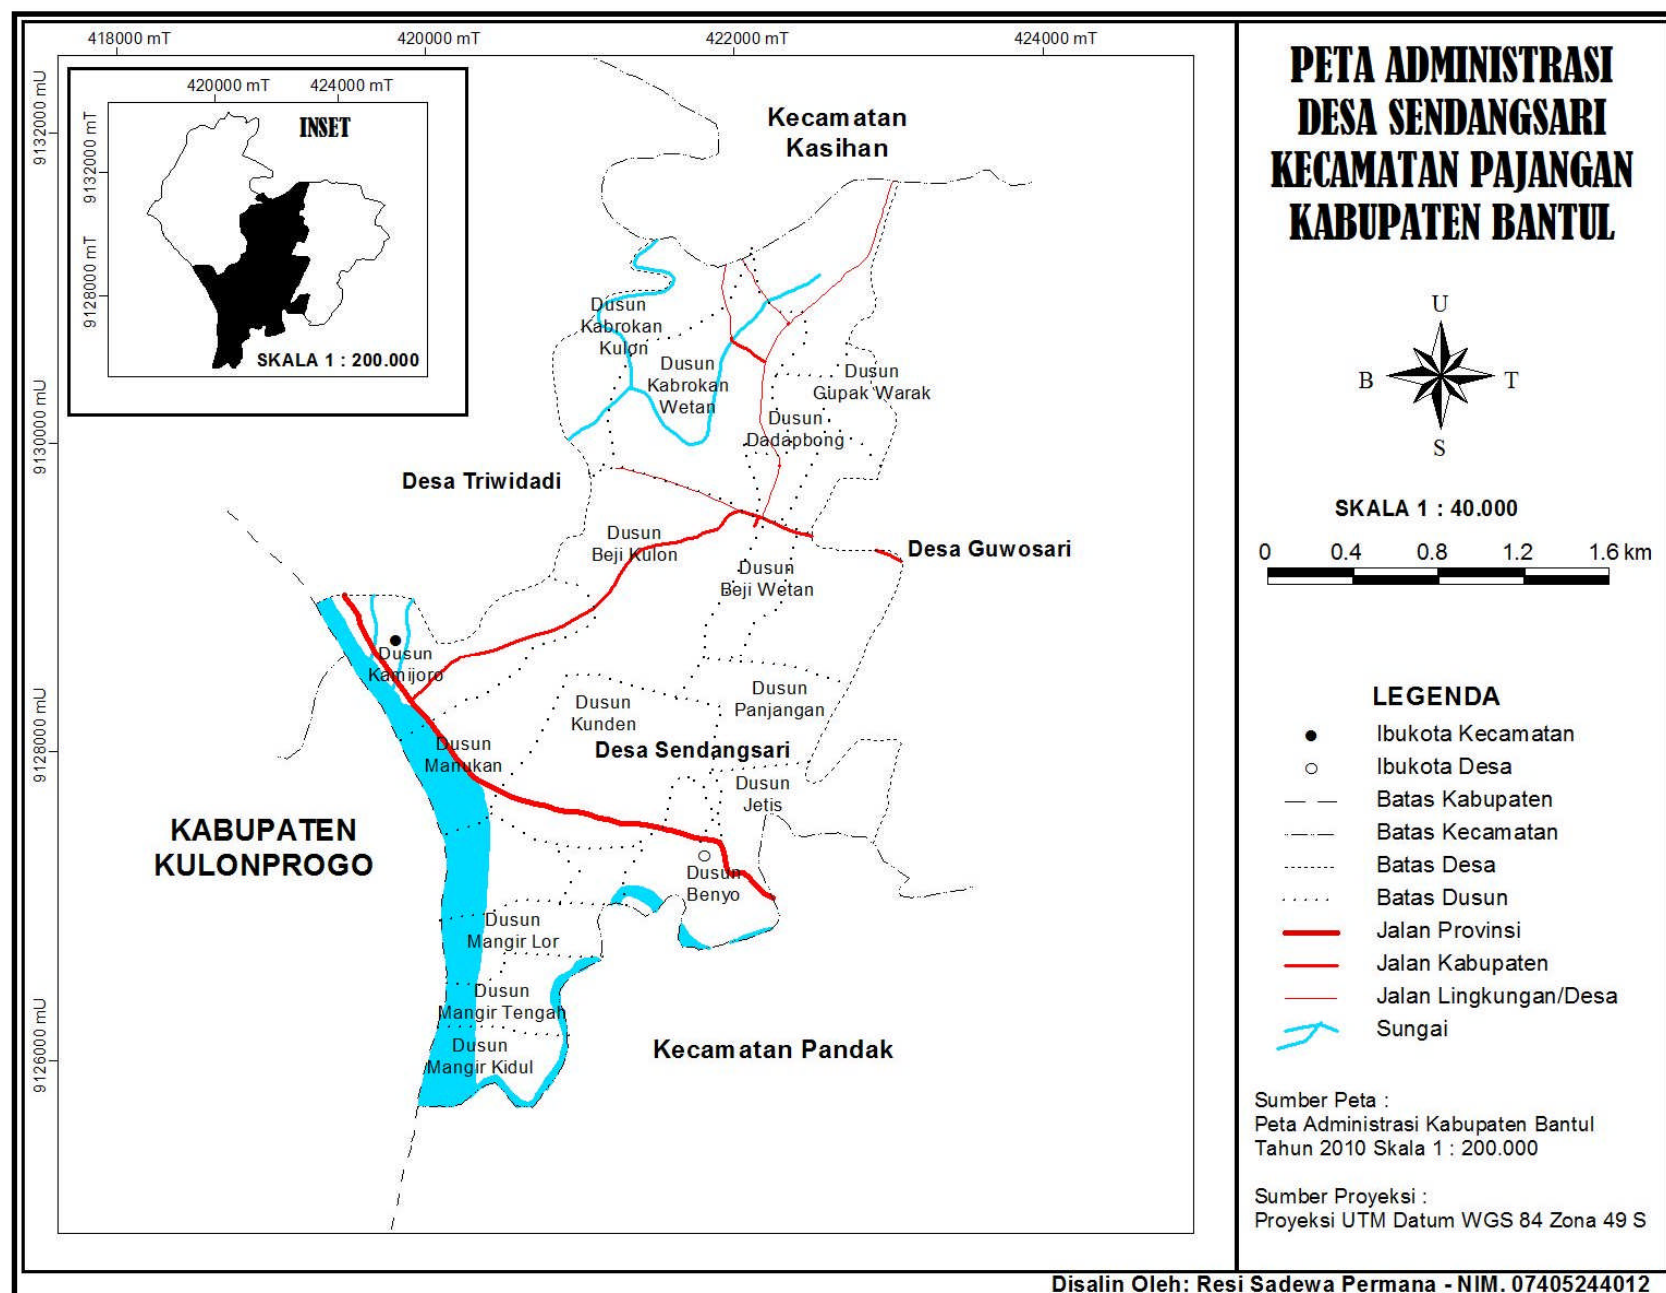 418000 mT
420000 mT
422000 mT
424000 mT
9132000 mU
9130000 mU
9128000 mU
9126000 mU
420000 mT
424000 mT
9132000 mT
9128000 mT
INSET
SKALA 1 : 200.000
Kecamatan
Kasihan
Dusun
Kabrokan
Kulon
Dusun
Kabrokan
Wetan
Dusun
Gupak Warak
Dusun
Dadapbong
Desa Triwidadi
Dusun
Beji Kulon
Desa Guwosari
Dusun
Beji Wetan
Dusun
Kamijoro
Dusun
Kunden
Dusun
Panjangan
Dusun
Manukan
Desa Sendangsari
Dusun
Jetis
KABUPATEN
KULONPROGO
Dusun
Benyo
Dusun
Mangir Lor
Dusun
Mangir Tengah
Dusun
Mangir Kidul
Kecamatan Pandak
PETA ADMINISTRASI
DESA SENDANGSARI
KECAMATAN PAJANGAN
KABUPATEN BANTUL
U
B
T
S
SKALA 1 : 40.000
0 0.4 0.8 1.2 1.6 km
LEGENDA
Ibukota Kecamatan
Ibukota Desa
Batas Kabupaten
Batas Kecamatan
Batas Desa
Batas Dusun
Jalan Provinsi
Jalan Kabupaten
Jalan Lingkungan/Desa
Sungai
Sumber Peta :
Peta Administrasi Kabupaten Bantul
Tahun 2010 Skala 1 : 200.000
Sumber Proyeksi :
Proyeksi UTM Datum WGS 84 Zona 49 S
Disalin Oleh: Resi Sadewa Permana - NIM. 07405244012